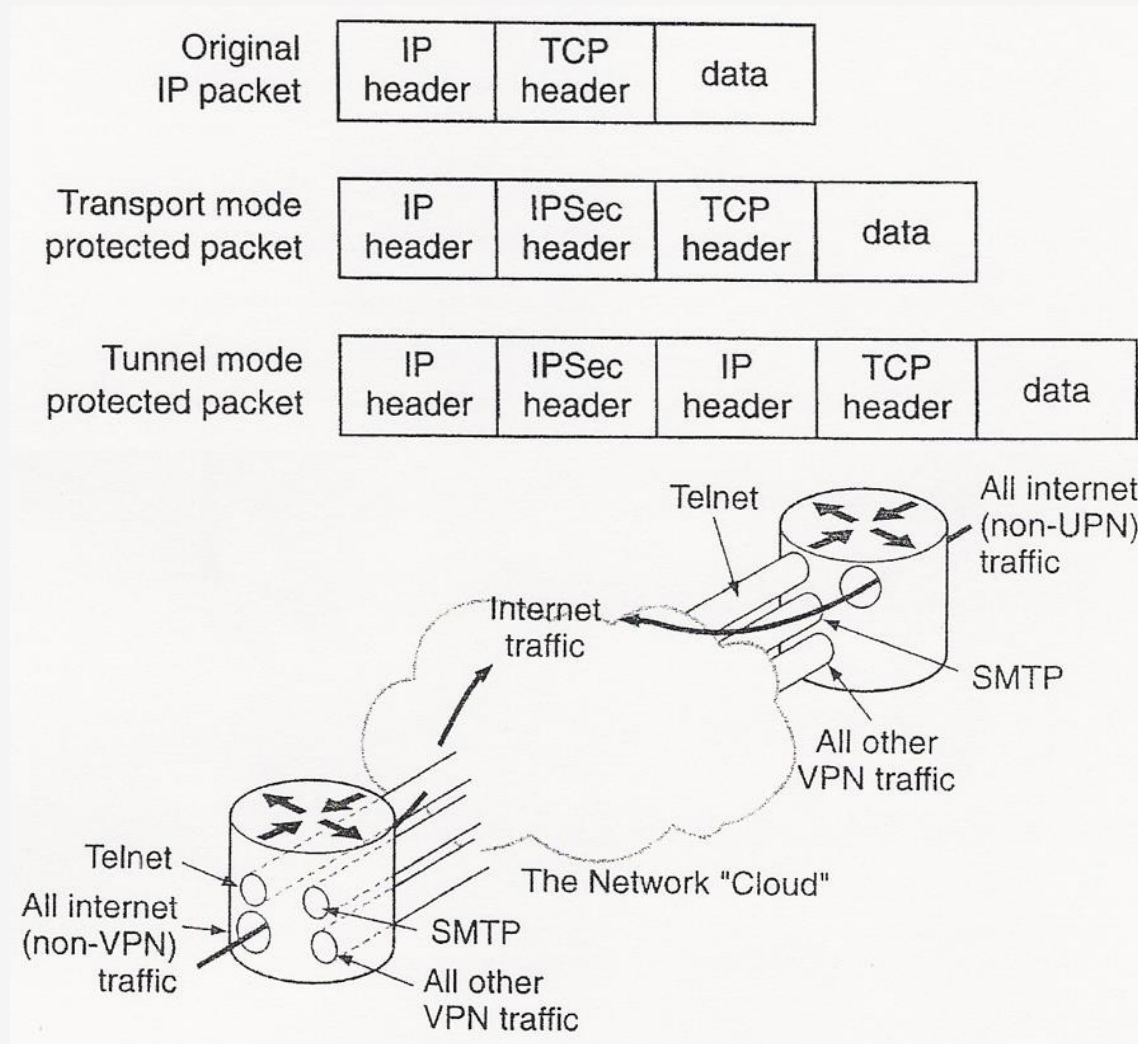 Original
IP packet
IP
header
TCP
header
data
Transport mode
protected packet
IP
header
IPSec
header
TCP
header
data
Tunnel mode
protected packet
IP
header
IPSec
header
IP
header
TCP
header
data
Telnet
All internet
(non-UPN)
traffic
Internet
traffic
SMTP
All other
VPN traffic
The Network "Cloud"
Telnet
All internet
(non-VPN)
traffic
SMTP
All other
VPN traffic